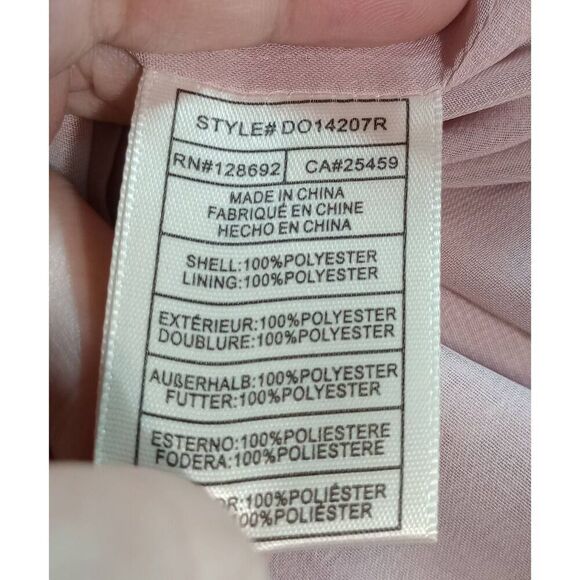 STYLE# DO14207R
RN#128692 CA#25459
MADE IN CHINA
FABRIQUÉ EN CHINE
HECHO EN CHINA
SHELL:100%POLYESTER
LINING:100%POLYESTER
EXTÉRIEUR:100%POLYESTER
DOUBLURE:100%POLYESTER
AUßERHALB:100%POLYESTER
FUTTER:100%POLYESTER
ESTERNO:100%POLIESTERE
FODERA:100%POLIESTERE
:100%POLIÉSTER
POLIÉSTER